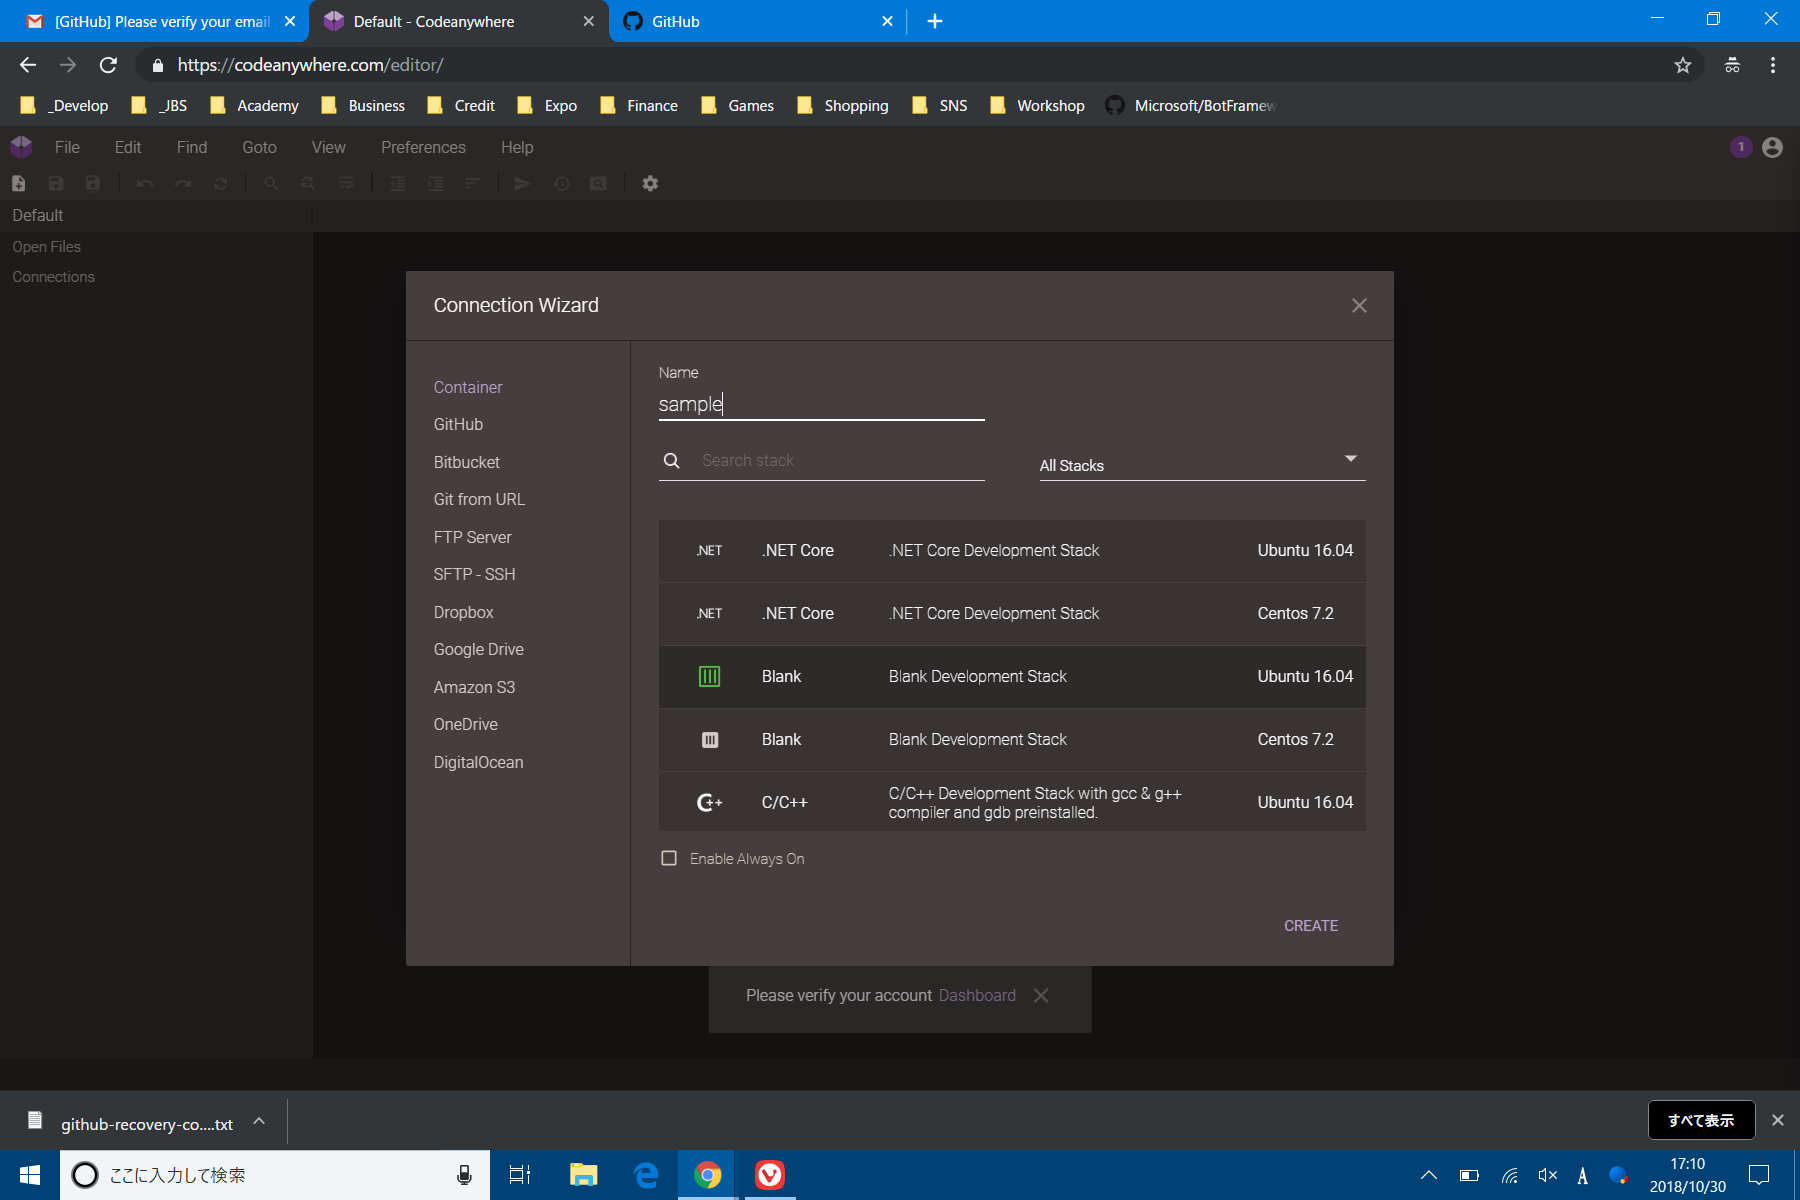 [GitHub] Please verify your email
Default - Codeanywhere
GitHub
https://codeanywhere.com/editor/
_Develop
_JBS
Academy
Business
Credit
Expo
Finance
Games
Shopping
SNS
Workshop
Microsoft/BotFramew
File
Edit
Find
Goto
View
Preferences
Help
1
Default
Open Files
Connections
Connection Wizard
Container
GitHub
Bitbucket
Git from URL
FTP Server
SFTP - SSH
Dropbox
Google Drive
Amazon S3
OneDrive
DigitalOcean
Name
sample
Search stack
All Stacks
.NET .NET Core .NET Core Development Stack Ubuntu 16.04
.NET .NET Core .NET Core Development Stack Centos 7.2
Blank Blank Development Stack Ubuntu 16.04
Blank Blank Development Stack Centos 7.2
C++ C/C++ C/C++ Development Stack with gcc & g++ Ubuntu 16.04
compiler and gdb preinstalled.
Enable Always On
CREATE
Please verify your account Dashboard
github-recovery-co....txt
すべて表示
ここに入力して検索
A
17:10
2018/10/30